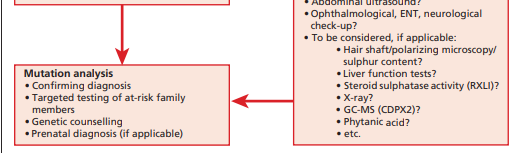 • Abdominal ultrasound?
• Ophthalmological, ENT, neurological
check-up?
• To be considered, if applicable:
• Hair shaft/polarizing microscopy/
sulphur content?
• Liver function tests?
• Steroid sulphatase activity (RXLI)?
• X-ray?
• GC-MS (CDPX2)?
• Phytanic acid?
• etc.
Mutation analysis
• Confirming diagnosis
• Targeted testing of at-risk family
members
• Genetic counselling
• Prenatal diagnosis (if applicable)